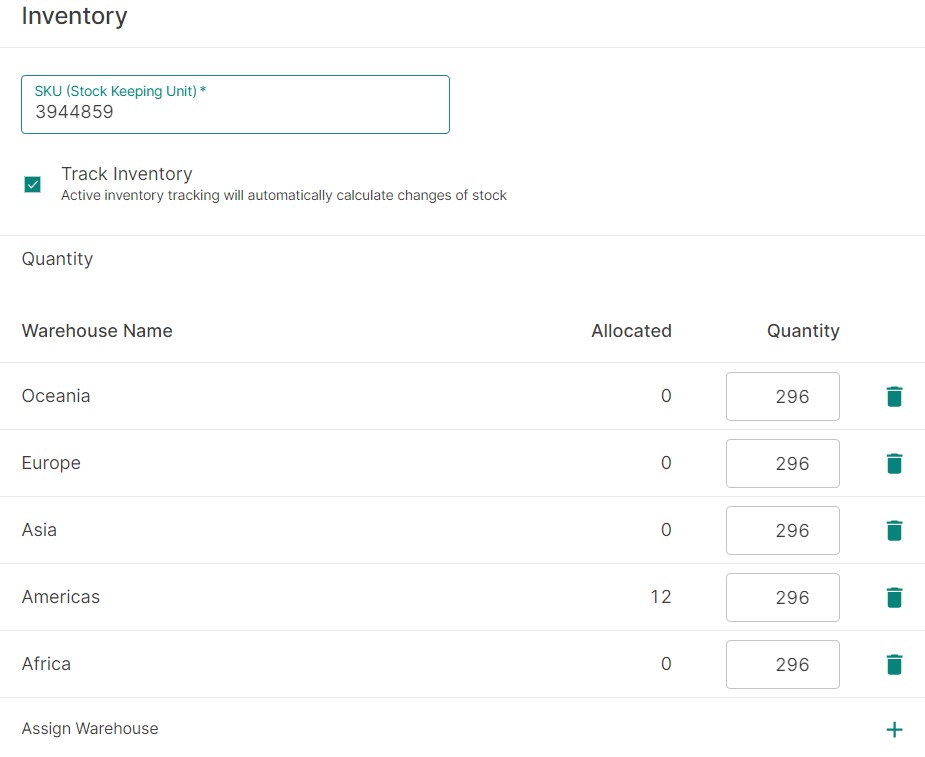 Inventory
SKU (Stock Keeping Unit) *
3944859
Track Inventory
Active inventory tracking will automatically calculate changes of stock
Quantity
Warehouse Name Allocated Quantity
Oceania 0 296
Europe 0 296
Asia 0 296
Americas 12 296
Africa 0 296
Assign Warehouse